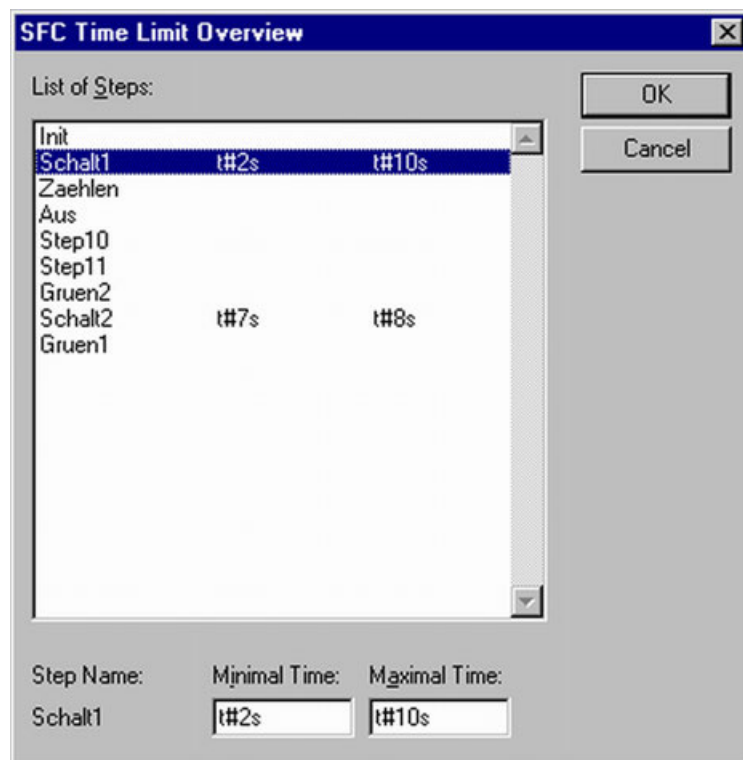 SFC Time Limit Overview
List of Steps:
OK
Cancel
Init
Schalt1 t#2s t#10s
Zaehlen
Aus
Step10
Step11
Gruen2
Schalt2 t#7s t#8s
Gruen1
Step Name: Minimal Time: Maximal Time:
Schalt1 t#2s t#10s